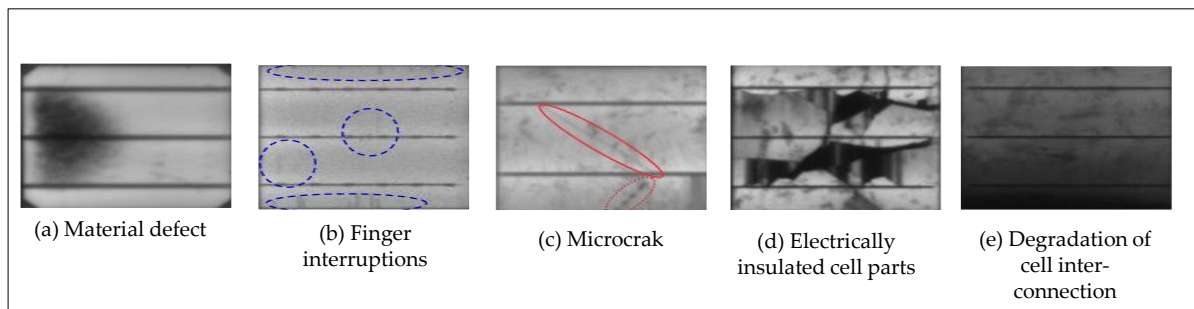 (a) Material defect
(b) Finger
interruptions
(c) Microcrak
(d) Electrically
insulated cell parts
(e) Degradation of
cell inter-
connection